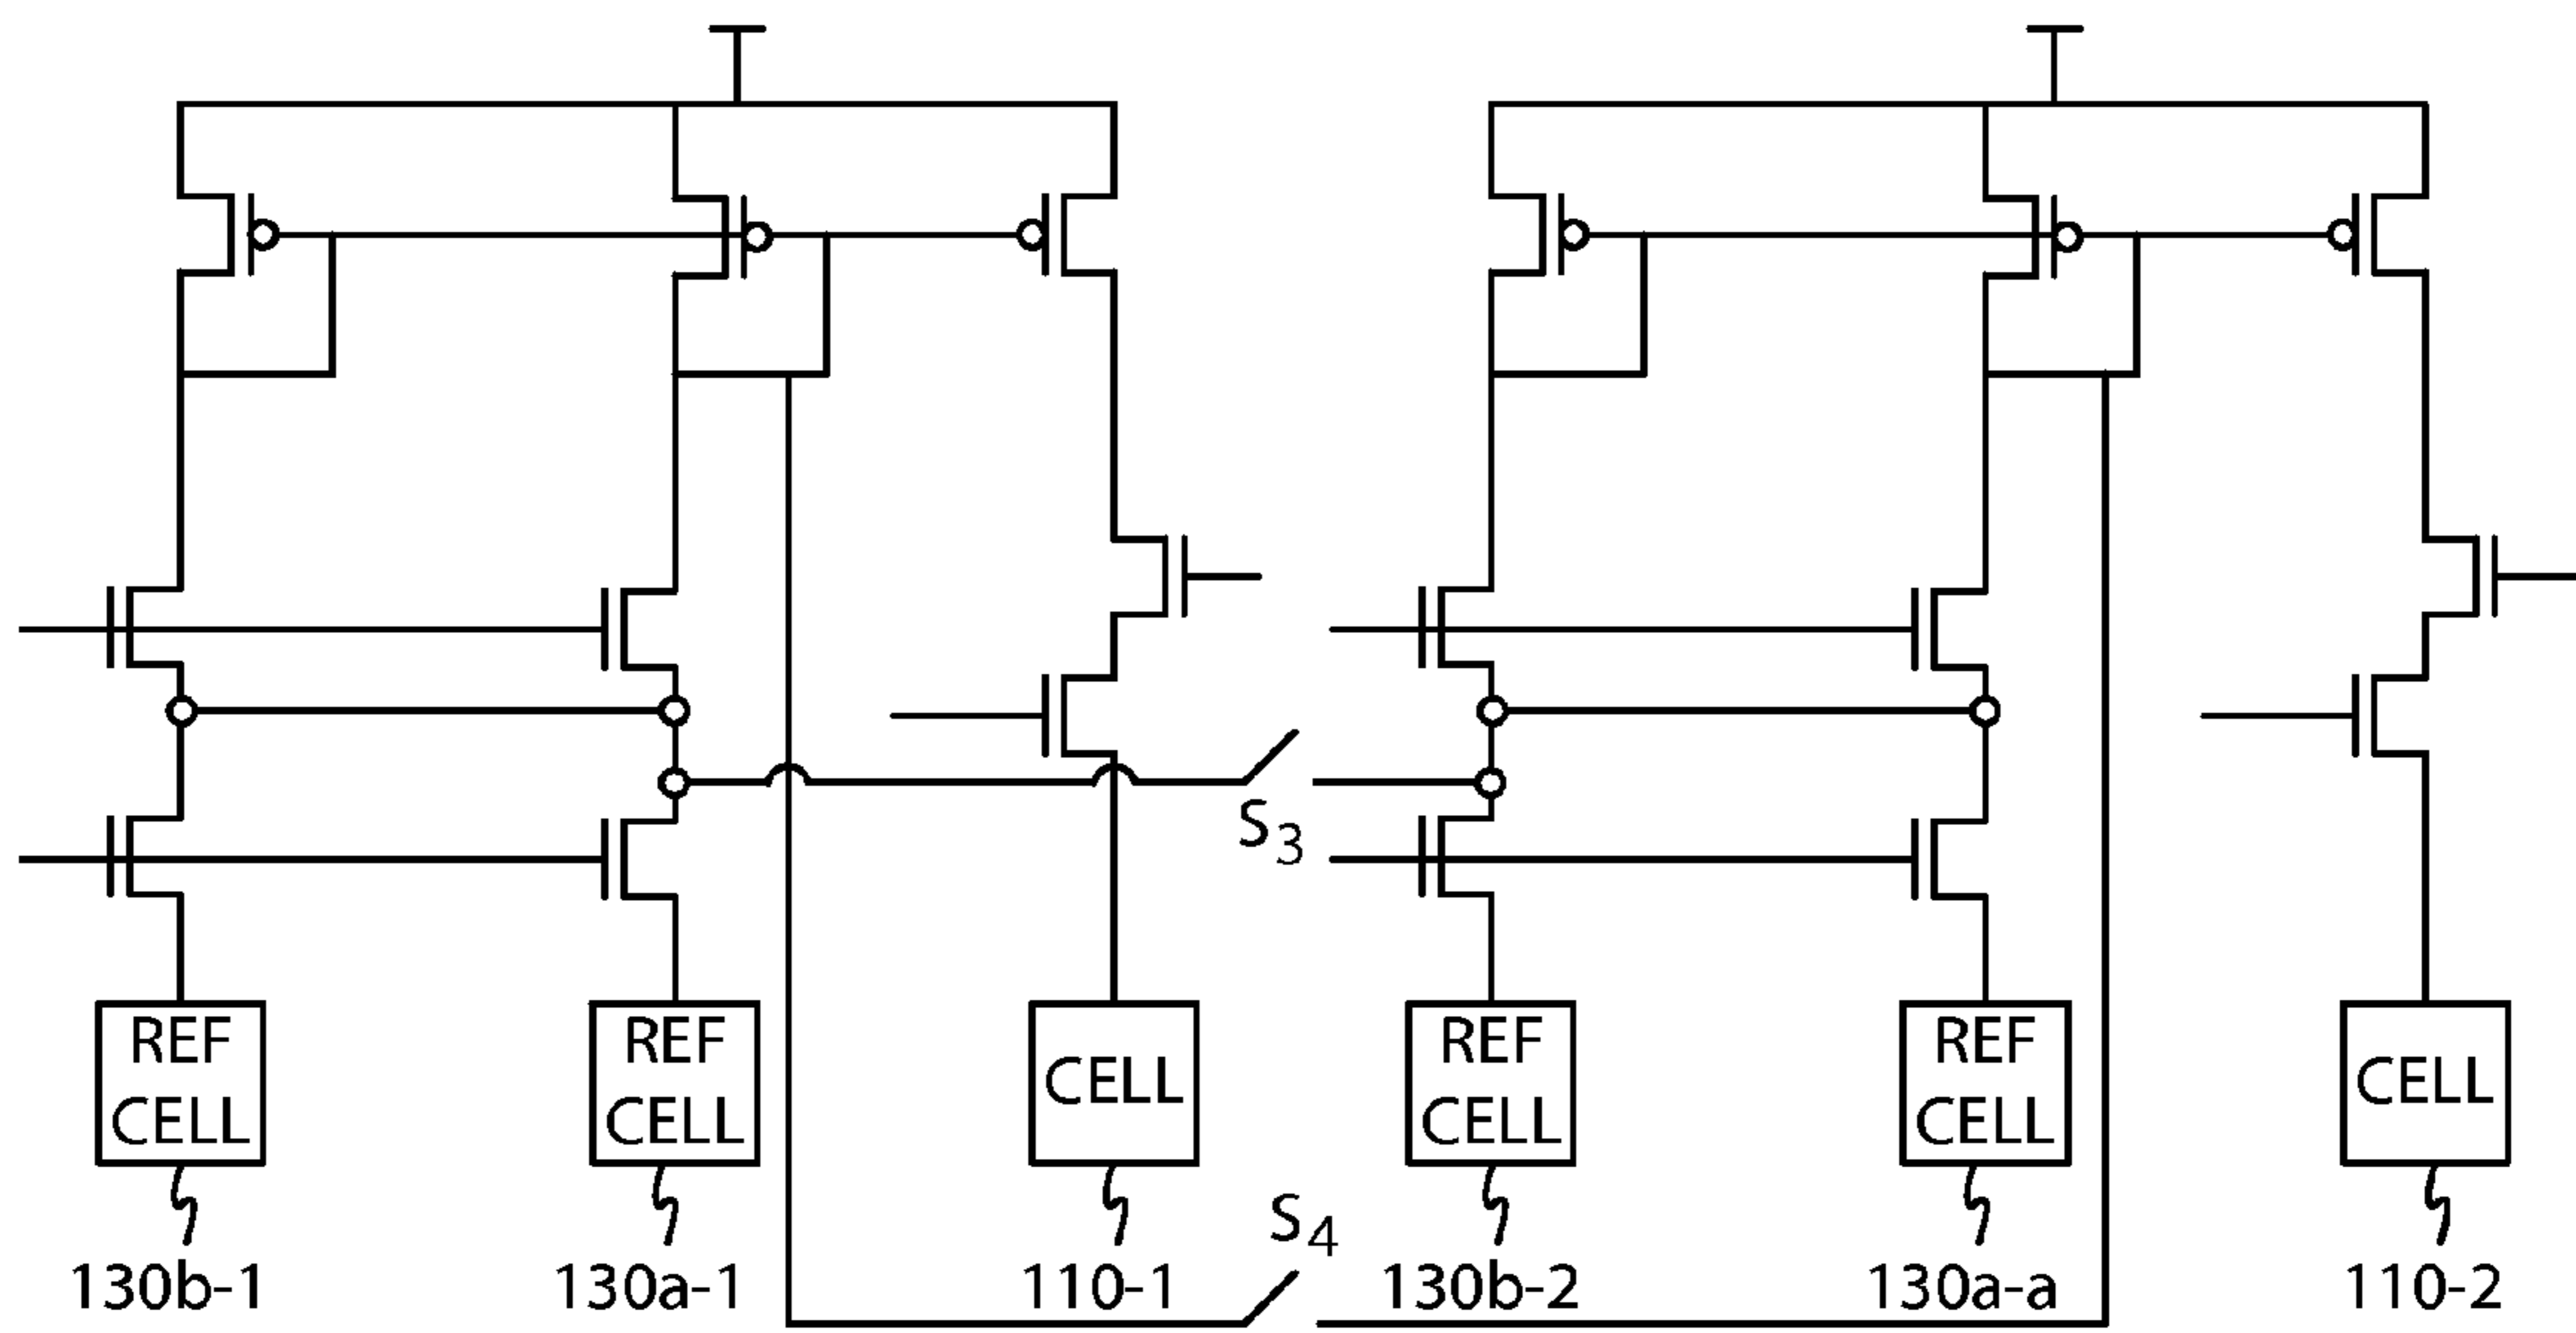 S3
REF
CELL
REF
CELL
CELL
REF
CELL
REF
CELL
CELL
S4
130b-1
130a-1
110-1
130b-2
130a-a
110-2